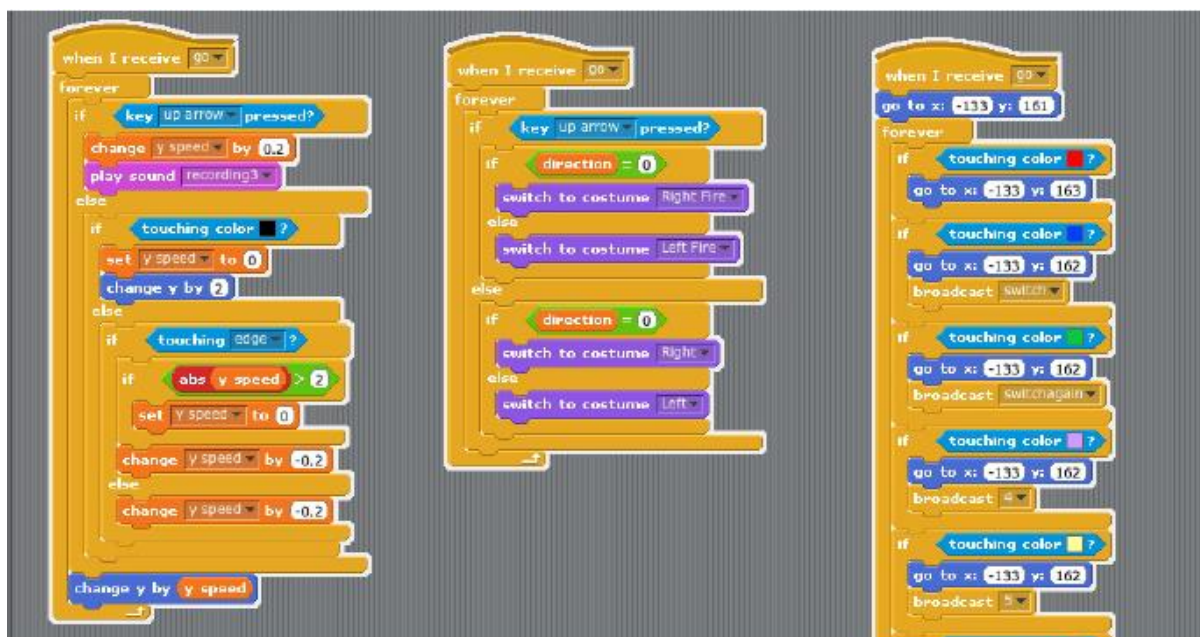 when I receive go
forever
if key up arrow pressed?
change y speed by 0.2
play sound recording3
else
if touching color ?
set y speed to 0
change y by 2
else
if touching edge ?
if abs y speed > 2
set y speed to 0
change y speed by -0.2
else
change y speed by -0.2
change y by y speed
when I receive go
forever
if key up arrow pressed?
if direction = 0
switch to costume Right Fire
else
switch to costume Left Fire
else
if direction = 0
switch to costume Right
else
switch to costume Left
when I receive go
go to x: -133 y: 161
forever
if touching color ?
go to x: -133 y: 163
if touching color ?
go to x: -133 y: 162
broadcast switch
if touching color ?
go to x: -133 y: 162
broadcast switchagain
if touching color ?
go to x: -133 y: 162
broadcast 4
if touching color ?
go to x: -133 y: 162
broadcast 5